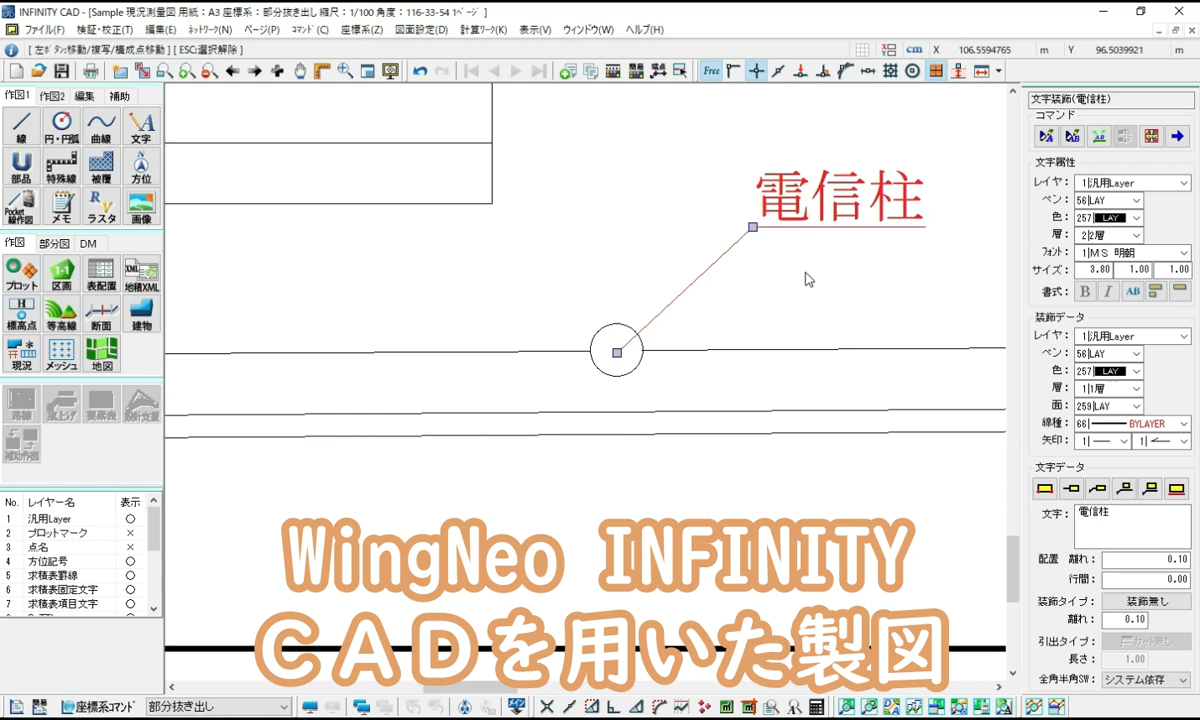 INFINITY CAD - [Sample 現況測量図 用紙：A3 座標系：部分抜き出し 縮尺：1/100 角度：116-33-54 1ﾍﾟｰｼﾞ]
ファイル(F) 検証・校正(T) 編集(E) ﾈｯﾄﾜｰｸ(N) ページ(P) ｺﾏﾝﾄﾞ(C) 座標系(Z) 図面設定(D) 計算ﾜｰｸ(K) 表示(V) ウィンドウ(W) ヘルプ(H)
[左ﾎﾞﾀﾝ:移動/複写/構成点移動] [ESC:選択解除] cm X 106.5594765 m Y 96.5039921 m
Free
作図1 作図2 編集 補助
線 円・円弧 曲線 文字
部品 特殊線 被覆 方位
Pocket 線作図 メモ ラスタ 画像
作図 部分図 DM
プロット 区画 表配置 地積XML
標高点 等高線 断面 建物
現況 メッシュ 地図
No. レイヤー名 表示
1 汎用Layer ○
2 プロットマーク ×
3 点名 ×
4 方位記号 ○
5 求積表罫線 ○
6 求積表固定文字 ○
7 求積表項目文字 ○
電信柱
WingNeo INFINITY
ＣＡＤを用いた製図
文字装飾(電信柱)
コマンド
文字属性
レイヤ： 1|汎用Layer
ペン： 56|LAY
色： 257| LAY
層： 2|2層
ﾌｫﾝﾄ： 1|ＭＳ 明朝
サイズ： 3.80 1.00 1.00
書式： B I AB
装飾データ
レイヤ： 1|汎用Layer
ペン： 56|LAY
色： 257| LAY
層： 1|1層
面： 259|LAY
線種： 66| BYLAYER
矢印： 1| 1|
文字データ
文字： 電信柱
配置 離れ： 0.10
行間： 0.00
装飾タイプ： 装飾無し
離れ： 0.10
引出タイプ：
長さ： 1.00
全角半角SW： システム依存
座標系ｺﾏﾝﾄﾞ 部分抜き出し